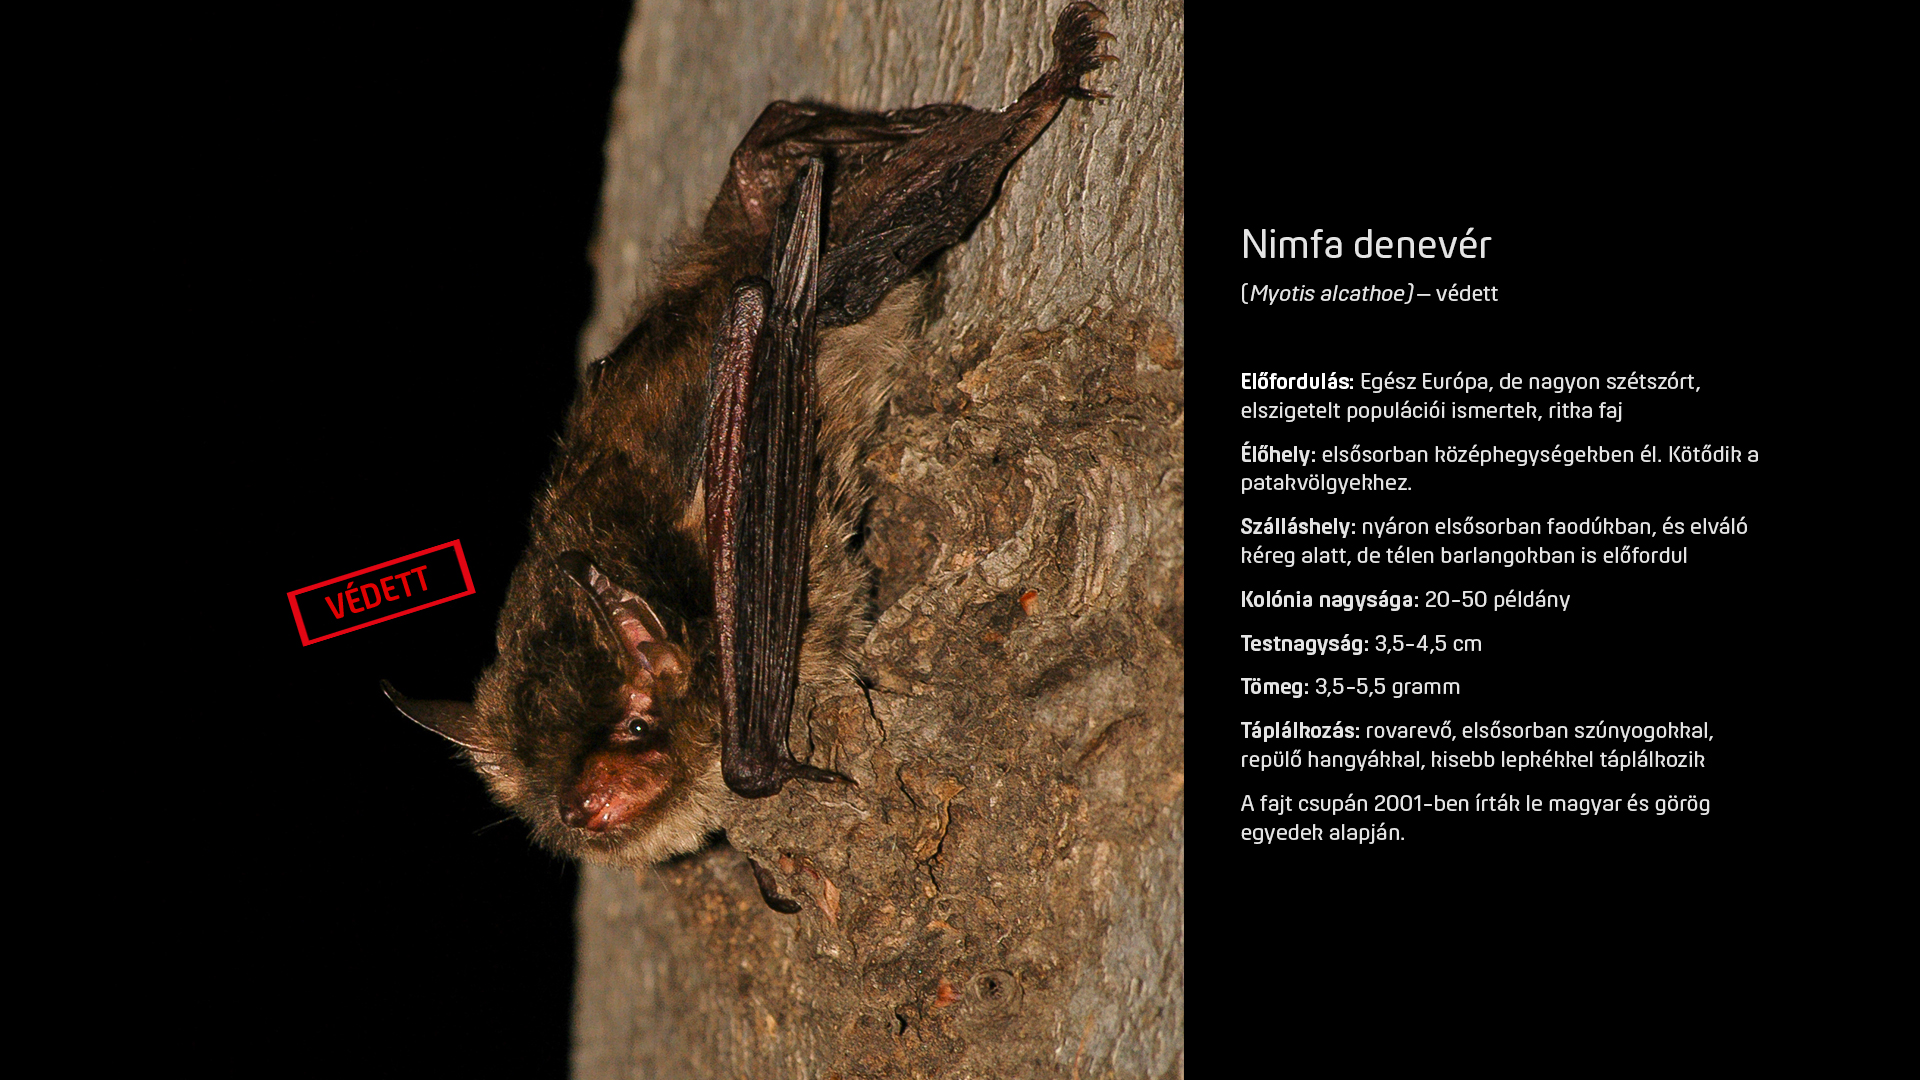 Nimfa denevér
(Myotis alcathoe) – védett
Előfordulás: Egész Európa, de nagyon szétszórt,
elszigetelt populációi ismertek, ritka faj
Élőhely: elsősorban középhegységekben él. Kötődik a
patakvölgyekhez.
Szálláshely: nyáron elsősorban faodúkban, és elváló
kéreg alatt, de télen barlangokban is előfordul
Kolónia nagysága: 20-50 példány
Testnagyság: 3,5-4,5 cm
Tömeg: 3,5-5,5 gramm
Táplálkozás: rovarevő, elsősorban szúnyogokkal,
repülő hangyákkal, kisebb lepkékkel táplálkozik
A fajt csupán 2001-ben írták le magyar és görög
egyedek alapján.
VÉDETT